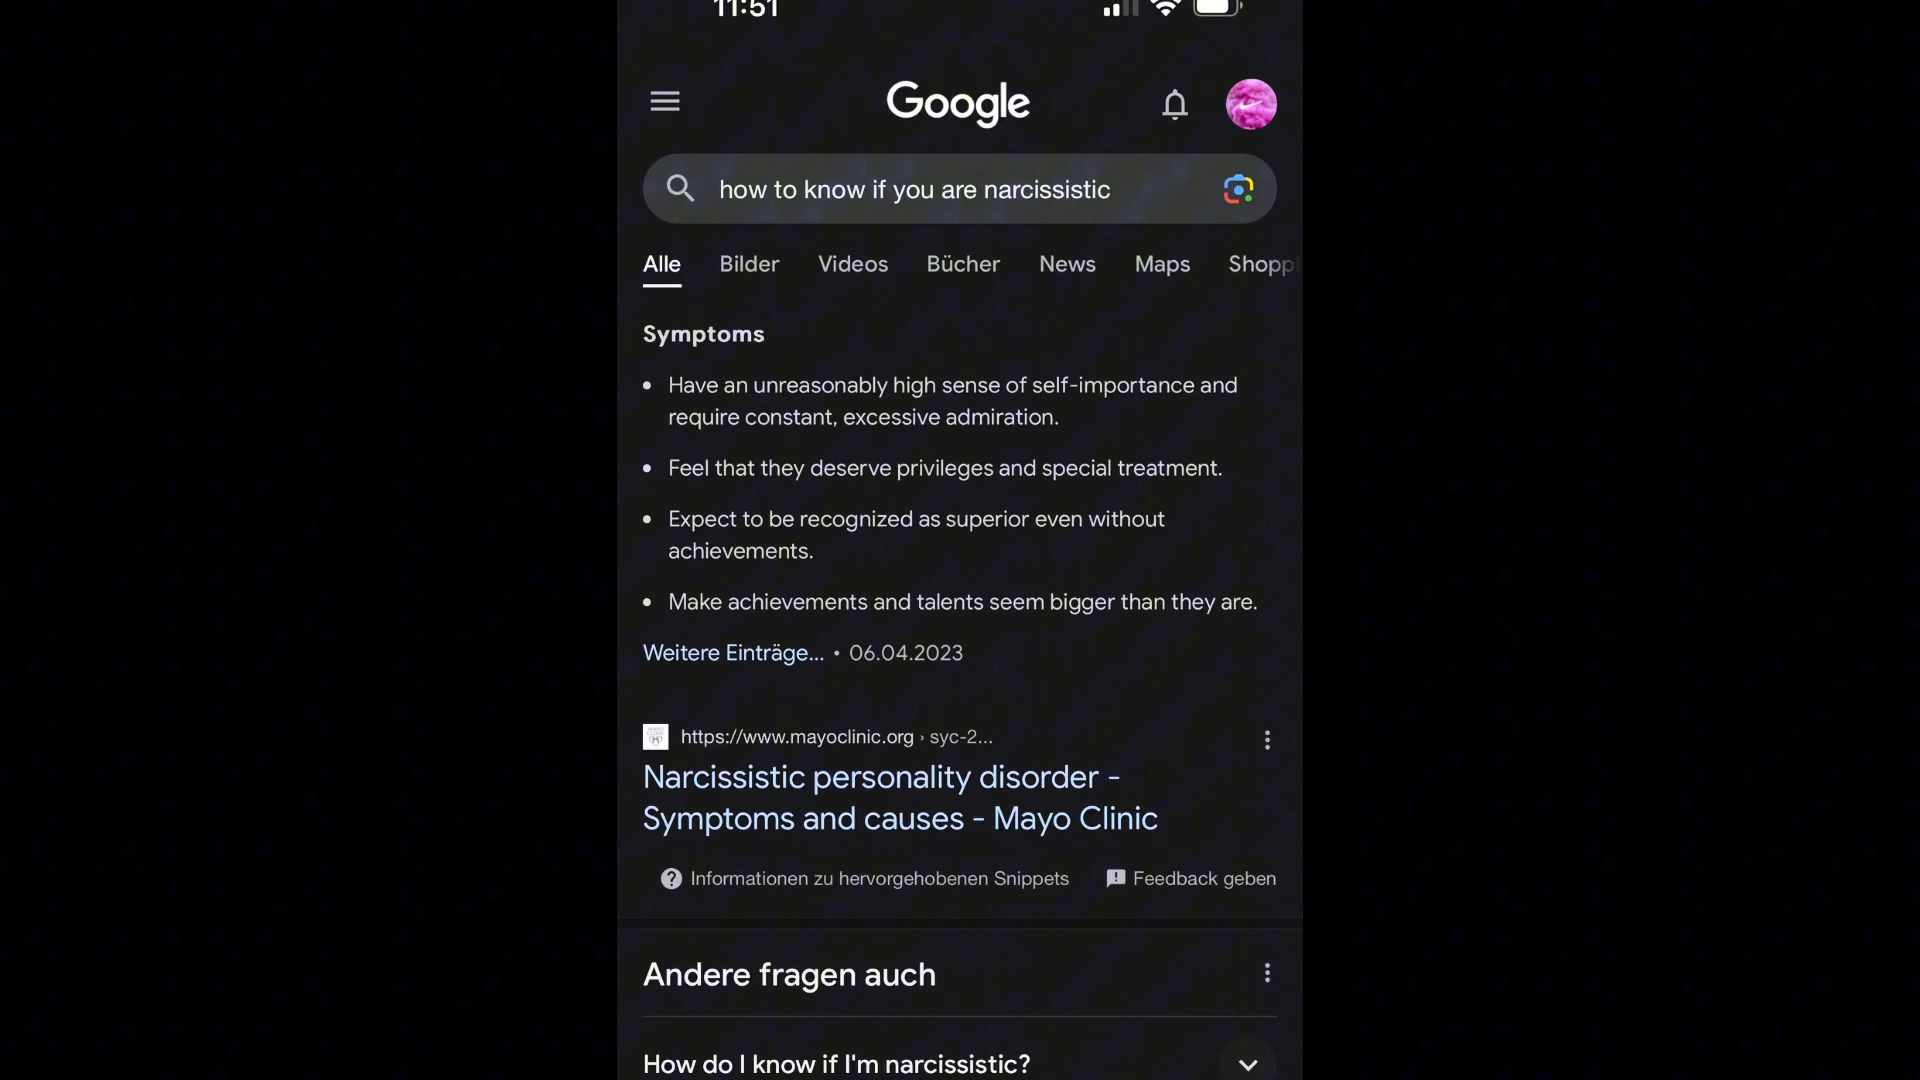 11:51
Google
how to know if you are narcissistic
Alle Bilder Videos Bücher News Maps Shoppi
Symptoms
• Have an unreasonably high sense of self-importance and
require constant, excessive admiration.
• Feel that they deserve privileges and special treatment.
• Expect to be recognized as superior even without
achievements.
• Make achievements and talents seem bigger than they are.
Weitere Einträge... • 06.04.2023
https://www.mayoclinic.org › syc-2...
Narcissistic personality disorder -
Symptoms and causes - Mayo Clinic
Informationen zu hervorgehobenen Snippets Feedback geben
Andere fragen auch
How do I know if I'm narcissistic?